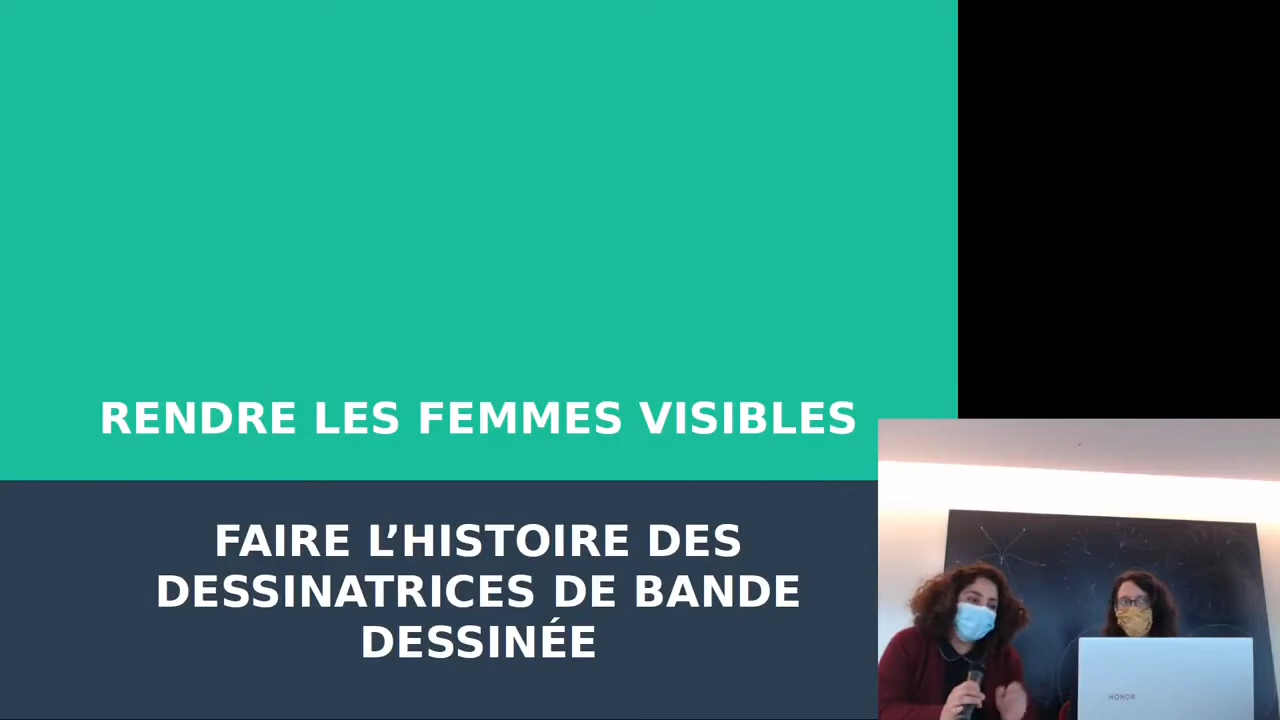 RENDRE LES FEMMES VISIBLES
FAIRE L’HISTOIRE DES
DESSINATRICES DE BANDE
DESSINÉE
HONOR